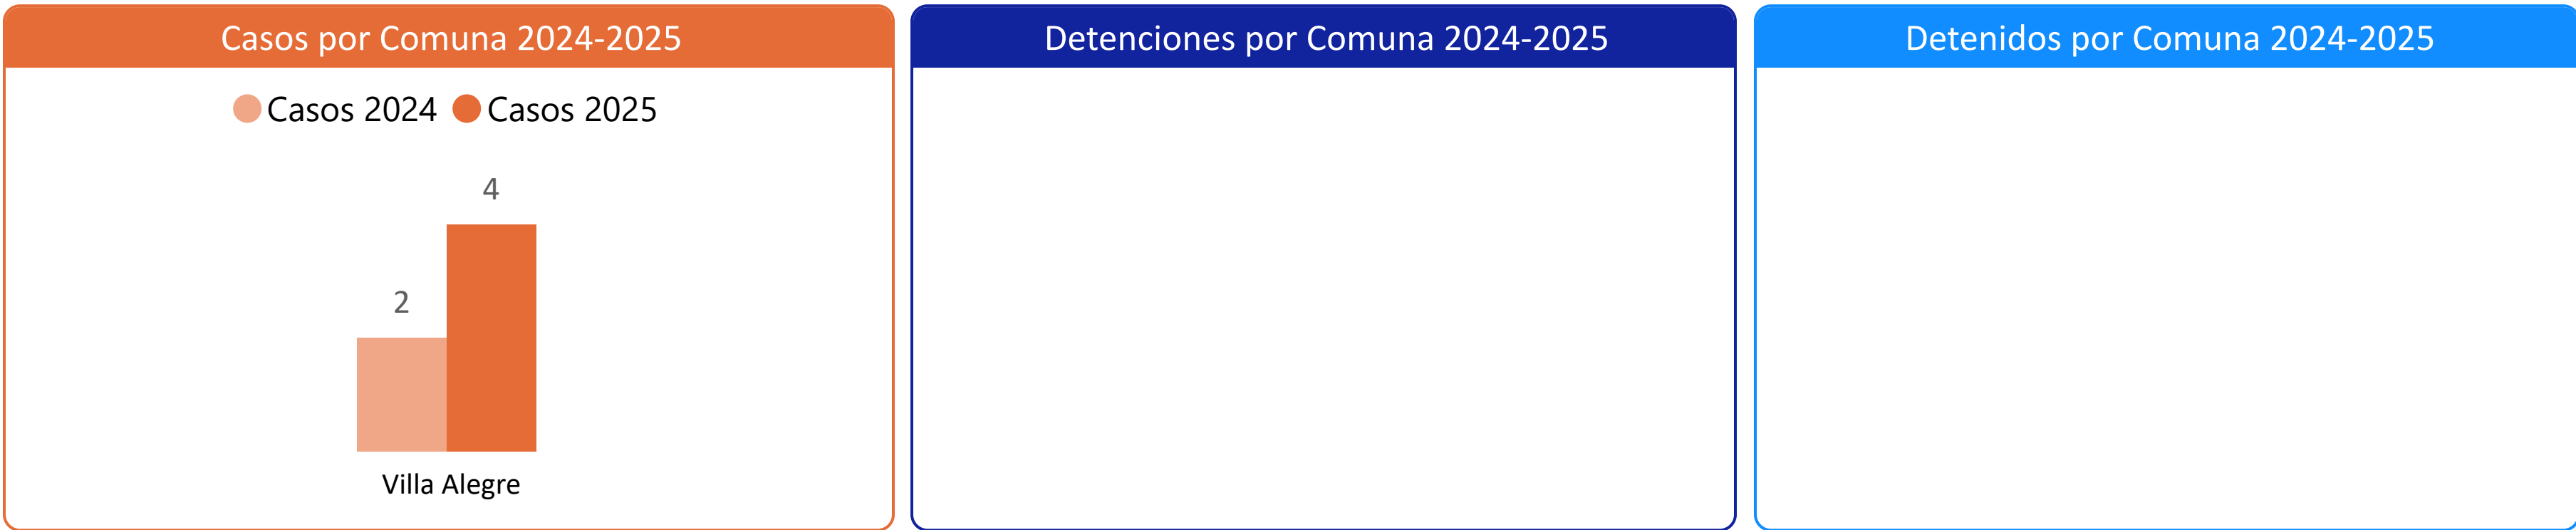 Casos por Comuna 2024-2025
Casos 2024 Casos 2025
4
2
Villa Alegre
Detenciones por Comuna 2024-2025
Detenidos por Comuna 2024-2025